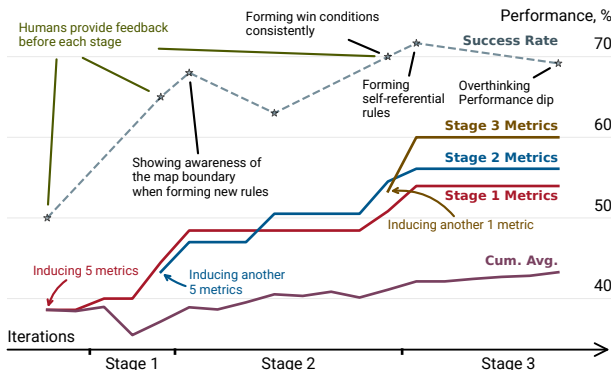 Humans provide feedback
before each stage
Forming win conditions
consistently
Performance, %
Success Rate
70
Forming
self-referential
rules
Overthinking
Performance dip
Stage 3 Metrics
60
Showing awareness of
the map boundary
when forming new rules
Stage 2 Metrics
Stage 1 Metrics
50
Inducing another 1 metric
Inducing 5 metrics
Inducing another
5 metrics
Cum. Avg.
40
Iterations
Stage 1
Stage 2
Stage 3